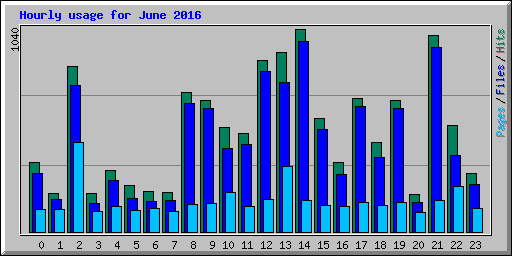 Hourly usage for June 2016
1040
Pages/Files/Hits
0 1 2 3 4 5 6 7 8 9 10 11 12 13 14 15 16 17 18 19 20 21 22 23